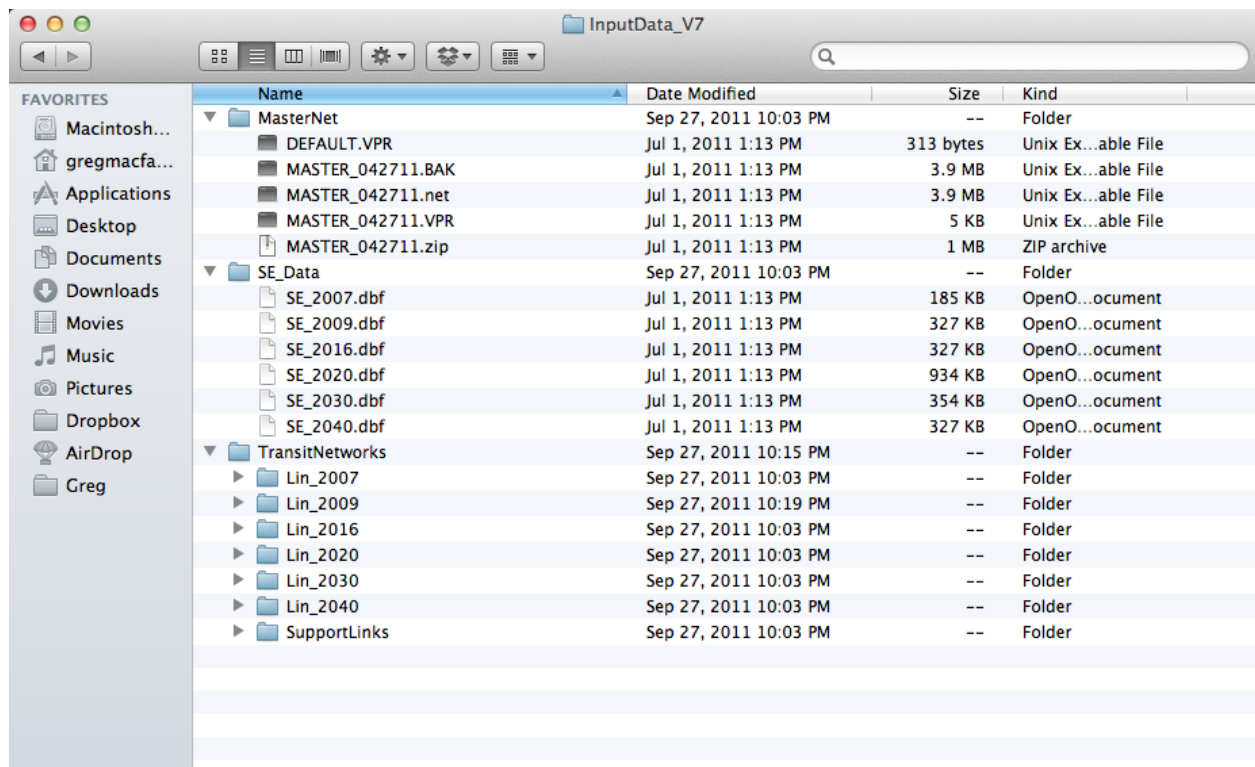 InputData_V7
FAVORITES
Macintosh...
gregmacfa...
Applications
Desktop
Documents
Downloads
Movies
Music
Pictures
Dropbox
AirDrop
Greg
Name Date Modified Size Kind
MasterNet Sep 27, 2011 10:03 PM -- Folder
DEFAULT.VPR Jul 1, 2011 1:13 PM 313 bytes Unix Ex...able File
MASTER_042711.BAK Jul 1, 2011 1:13 PM 3.9 MB Unix Ex...able File
MASTER_042711.net Jul 1, 2011 1:13 PM 3.9 MB Unix Ex...able File
MASTER_042711.VPR Jul 1, 2011 1:13 PM 5 KB Unix Ex...able File
MASTER_042711.zip Jul 1, 2011 1:13 PM 1 MB ZIP archive
SE_Data Sep 27, 2011 10:03 PM -- Folder
SE_2007.dbf Jul 1, 2011 1:13 PM 185 KB OpenO...ocument
SE_2009.dbf Jul 1, 2011 1:13 PM 327 KB OpenO...ocument
SE_2016.dbf Jul 1, 2011 1:13 PM 327 KB OpenO...ocument
SE_2020.dbf Jul 1, 2011 1:13 PM 934 KB OpenO...ocument
SE_2030.dbf Jul 1, 2011 1:13 PM 354 KB OpenO...ocument
SE_2040.dbf Jul 1, 2011 1:13 PM 327 KB OpenO...ocument
TransitNetworks Sep 27, 2011 10:15 PM -- Folder
Lin_2007 Sep 27, 2011 10:03 PM -- Folder
Lin_2009 Sep 27, 2011 10:19 PM -- Folder
Lin_2016 Sep 27, 2011 10:03 PM -- Folder
Lin_2020 Sep 27, 2011 10:03 PM -- Folder
Lin_2030 Sep 27, 2011 10:03 PM -- Folder
Lin_2040 Sep 27, 2011 10:03 PM -- Folder
SupportLinks Sep 27, 2011 10:03 PM -- Folder